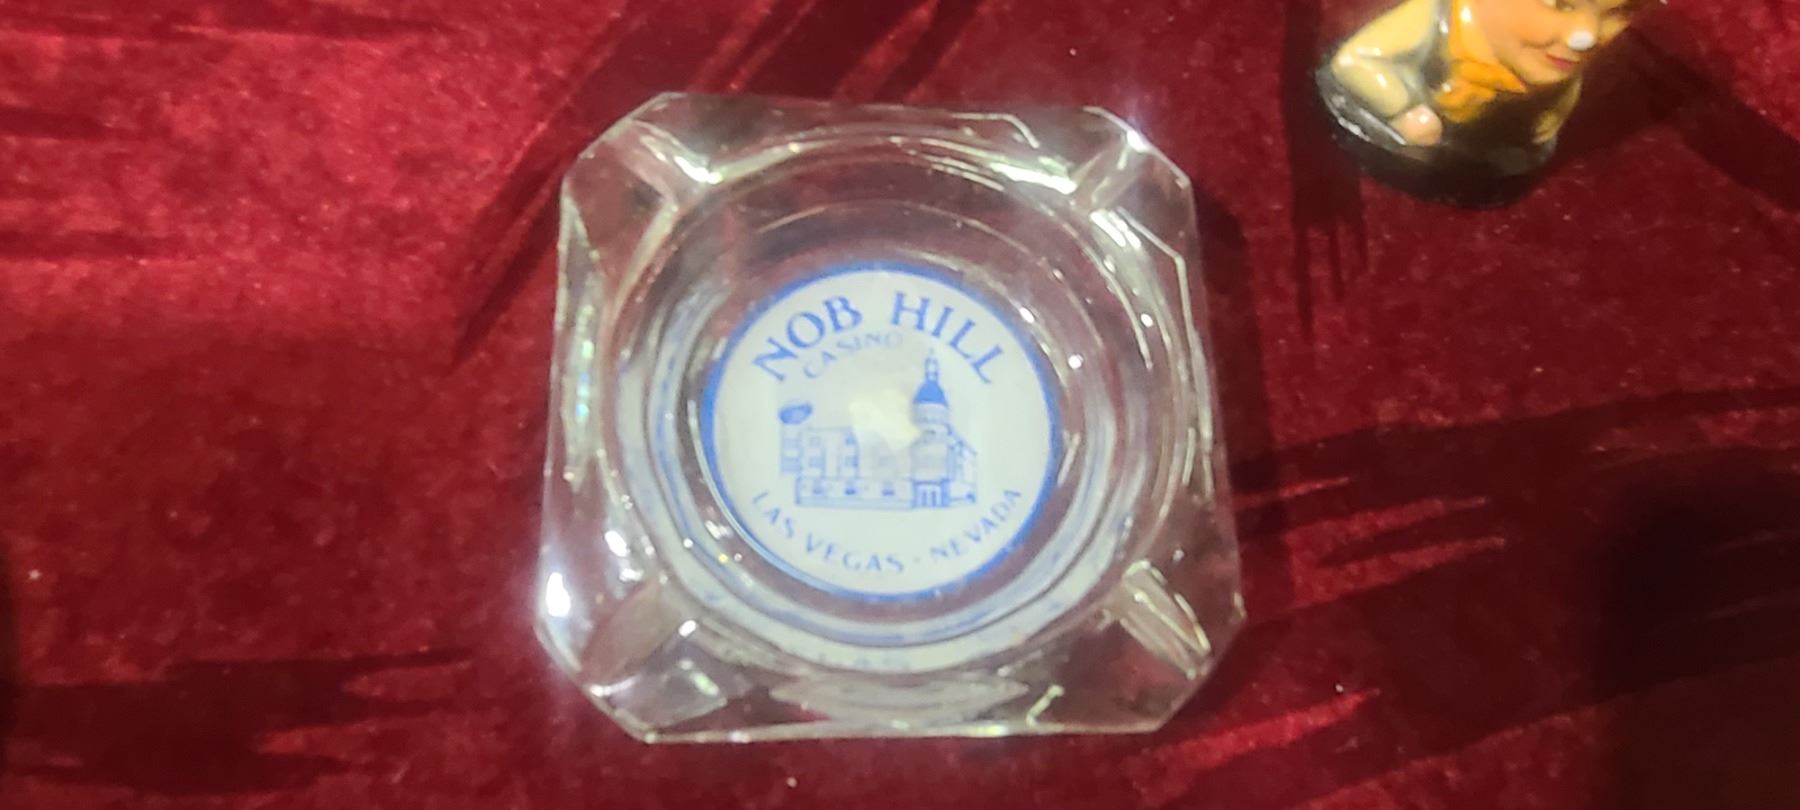 NOB HILL
CASINO
LAS VEGAS · NEVADA